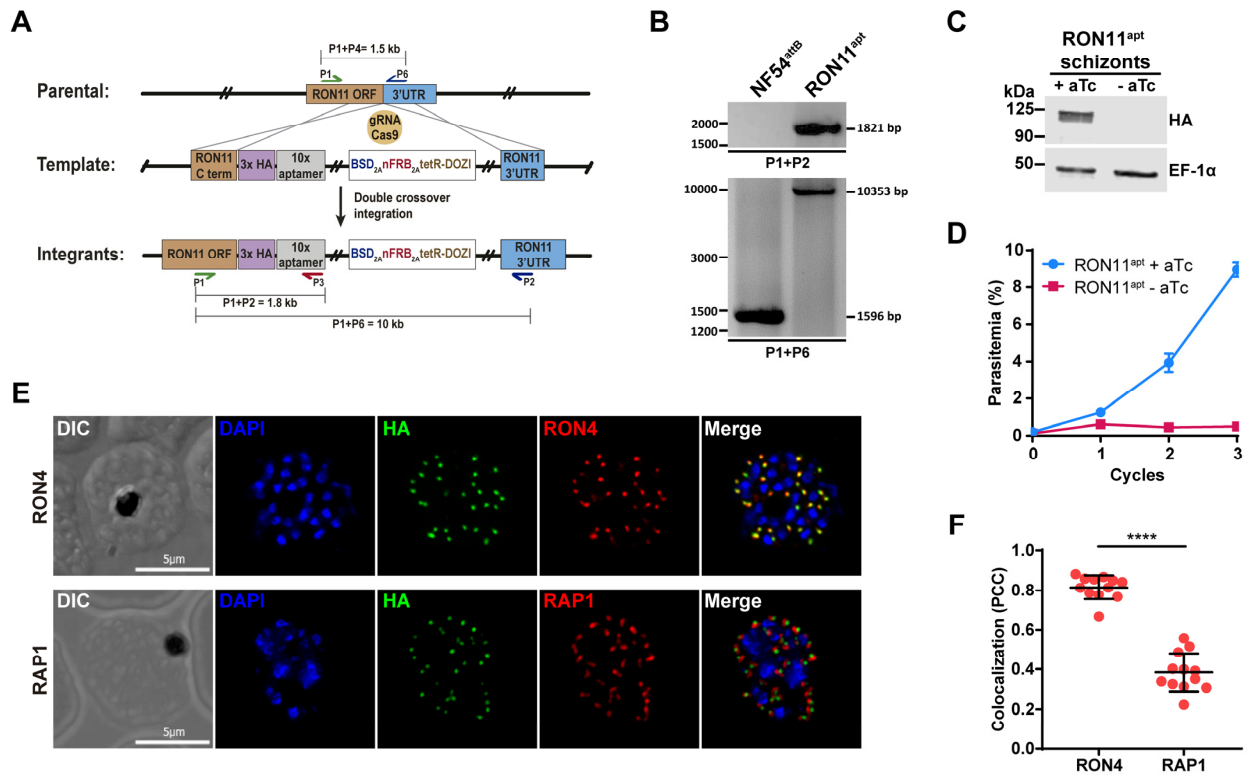 A
P1+P4= 1.5 kb
P1
P6
Parental:
RON11 ORF
3'UTR
gRNA
Cas9
Template:
RON11
C term
3x HA
10x
aptamer
BSD2AnFRB2AtetR-DOZI
RON11
3'UTR
Double crossover
integration
Integrants:
RON11 ORF
3x HA
10x
aptamer
BSD2AnFRB2AtetR-DOZI
RON11
3'UTR
P1
P3
P2
P1+P2 = 1.8 kb
P1+P6 = 10 kb
B
NF54attB
RON11apt
2000
1500
1821 bp
P1+P2
10000
3000
1500
1200
10353 bp
1596 bp
P1+P6
C
RON11apt
schizonts
kDa
+ aTc
- aTc
125
90
HA
50
EF-1α
D
RON11apt + aTc
RON11apt - aTc
Parasitemia (%)
10
8
6
4
2
0
0
1
2
3
Cycles
E
RON4
DIC
DAPI
HA
RON4
Merge
5µm
RAP1
DIC
DAPI
HA
RAP1
Merge
5µm
F
****
Colocalization (PCC)
1.0
0.8
0.6
0.4
0.2
0.0
RON4
RAP1